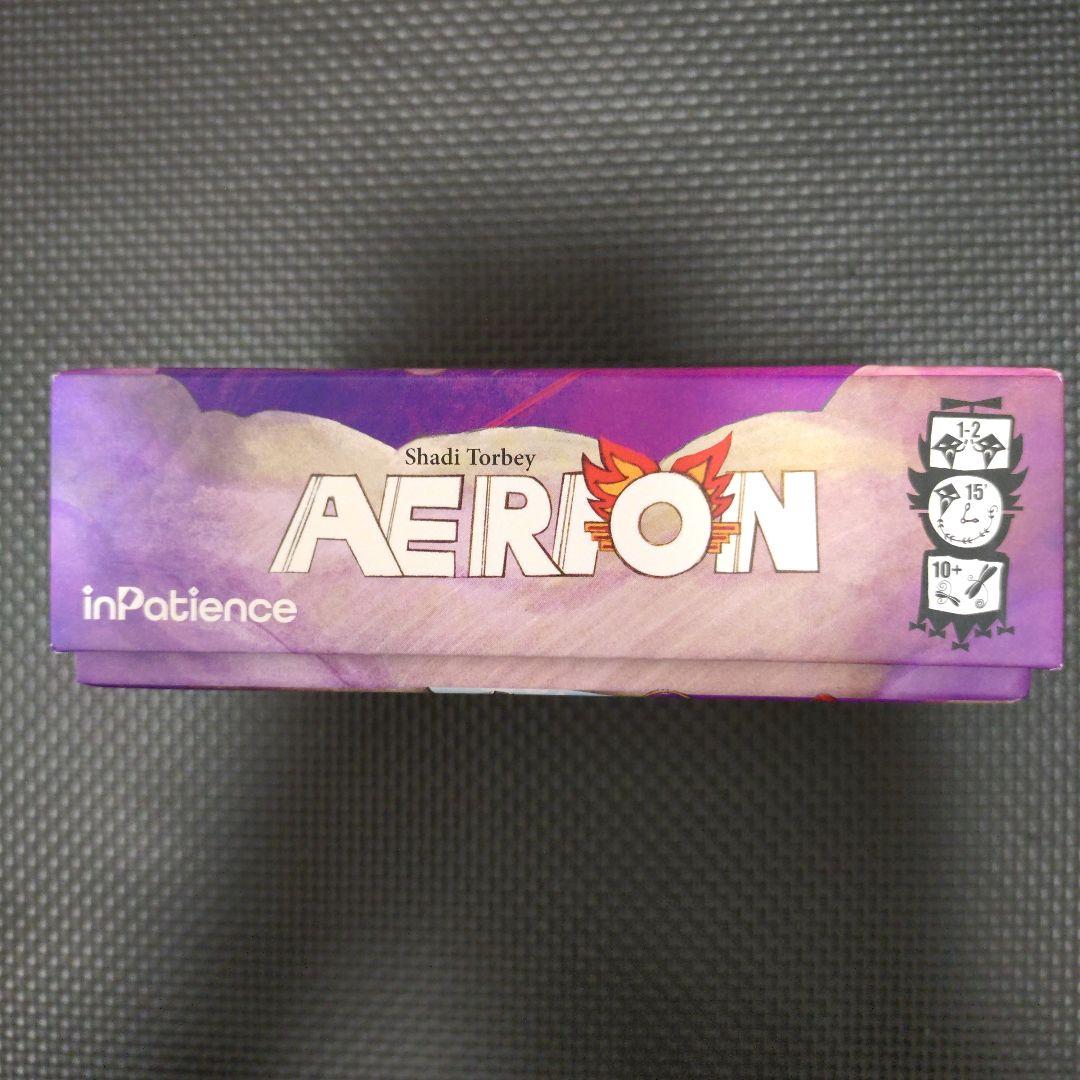 Shadi Torbey
AERION
inPatience
1-2
15'
10+